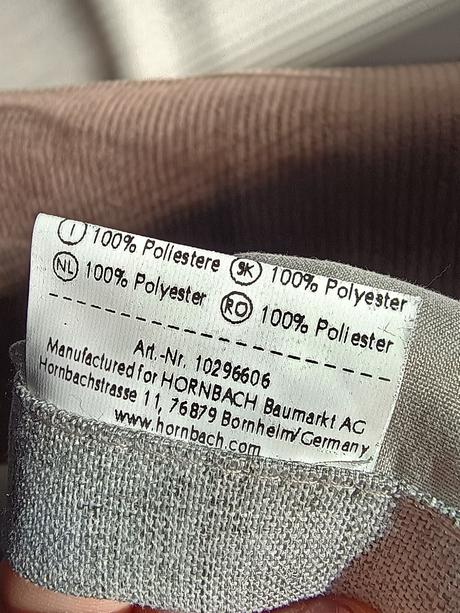 I 100% Poliestere SK 100% Polyester
NL 100% Polyester RO 100% Poliester
Art.-Nr. 10296606
Manufactured for HORNBACH Baumarkt AG
Hornbachstrasse 11, 76879 Bornheim/Germany
www.hornbach.com